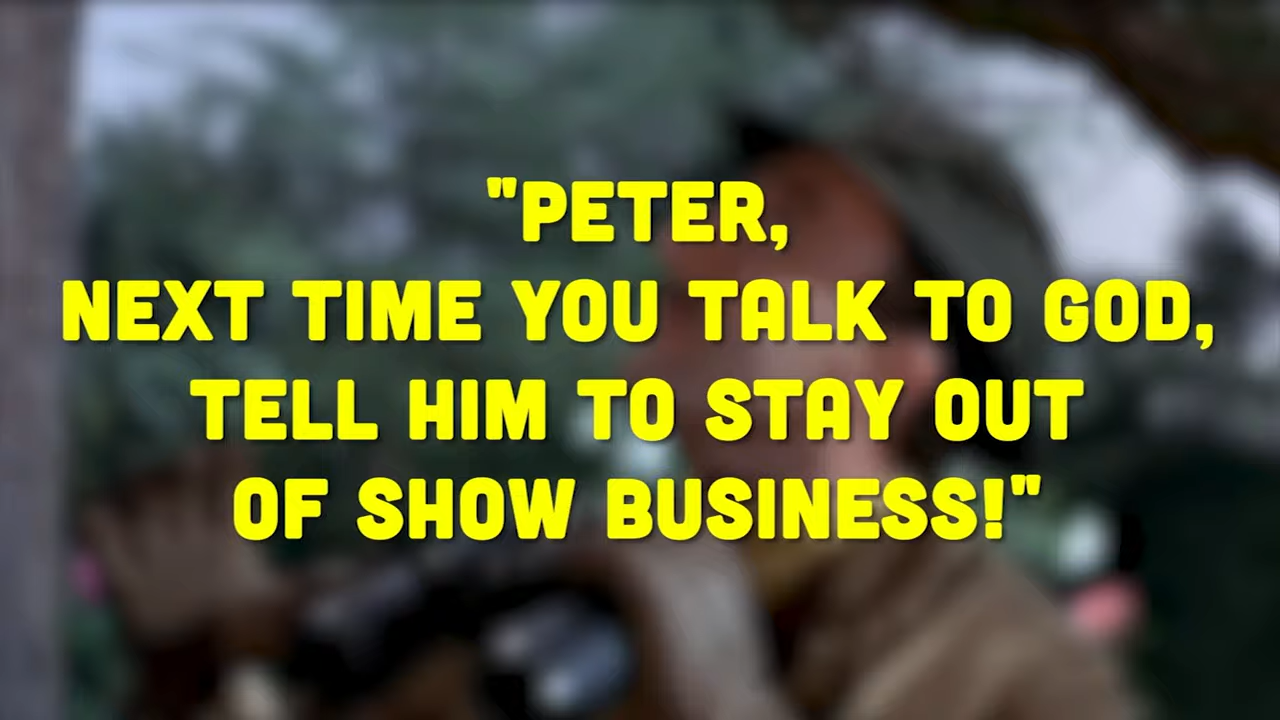 "PETER,
NEXT TIME YOU TALK TO GOD,
TELL HIM TO STAY OUT
OF SHOW BUSINESS!"